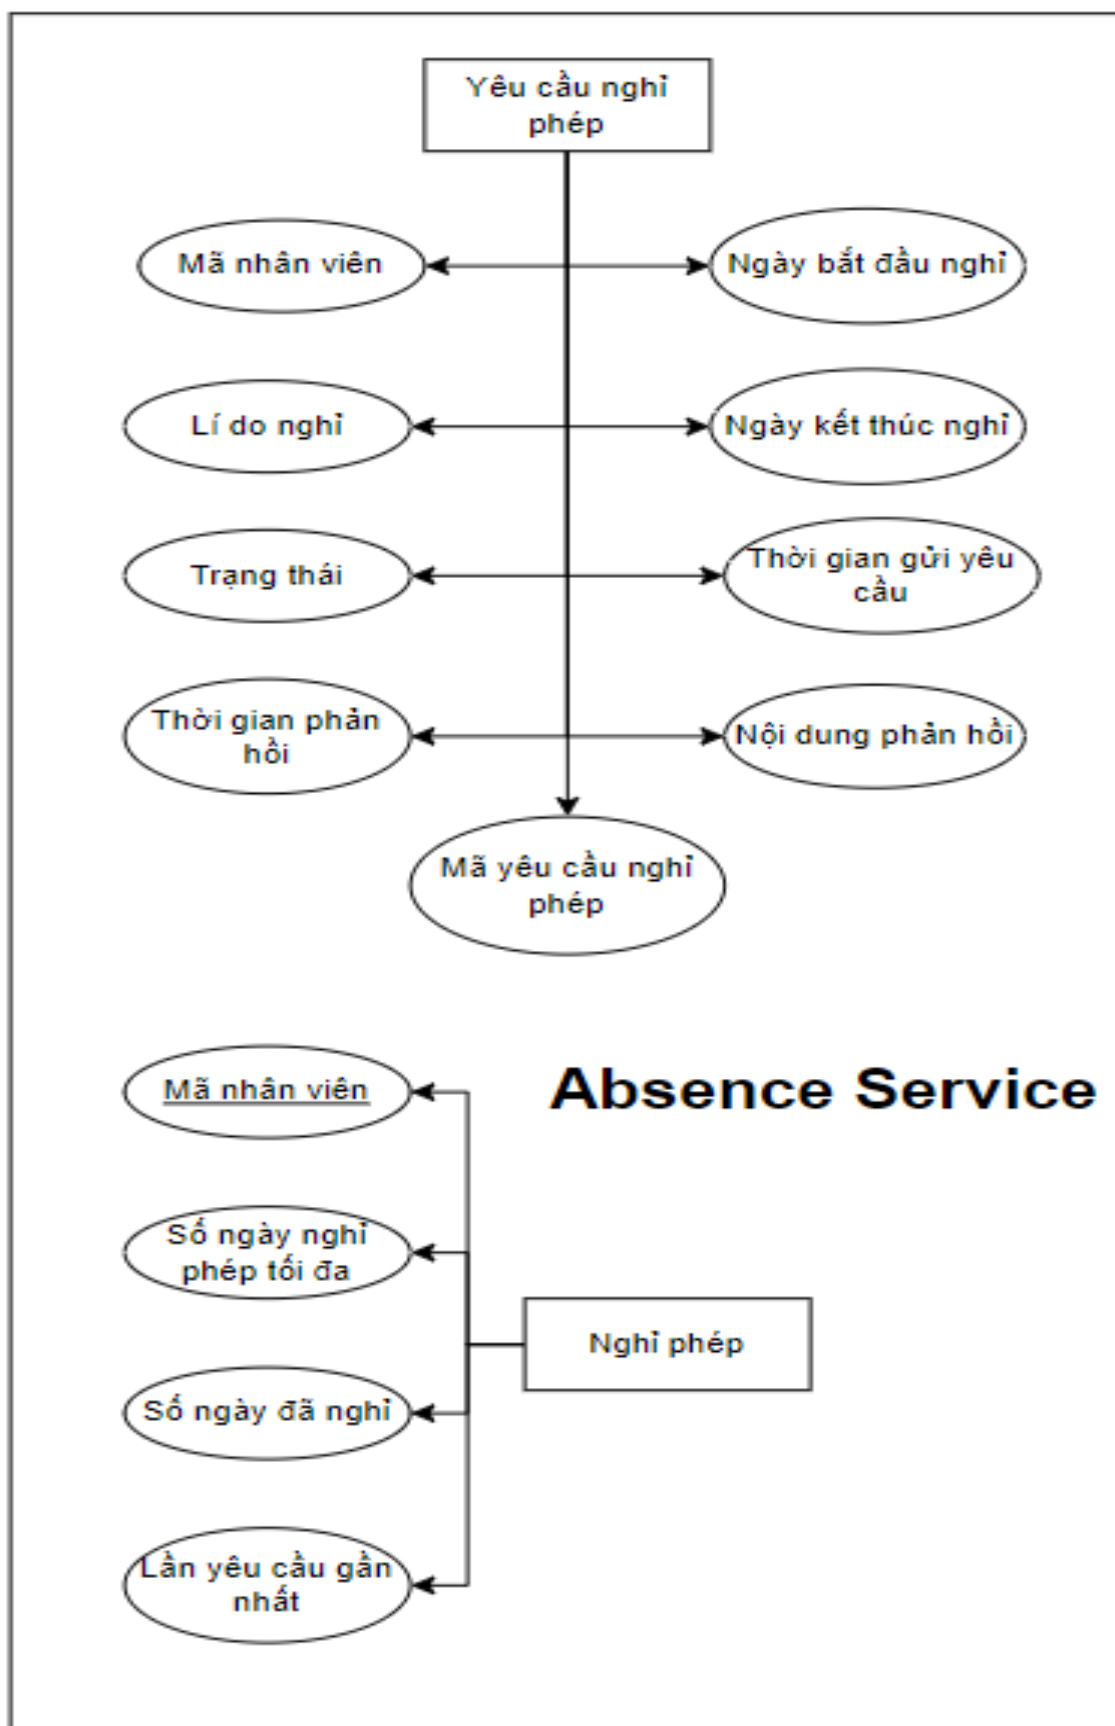 Yêu cầu nghỉ
phép
Mã nhân viên
Ngày bắt đầu nghỉ
Lí do nghỉ
Ngày kết thúc nghỉ
Trạng thái
Thời gian gửi yêu
cầu
Thời gian phản
hồi
Nội dung phản hồi
Mã yêu cầu nghỉ
phép
Mã nhân viên
Absence Service
Số ngày nghỉ
phép tối đa
Nghỉ phép
Số ngày đã nghỉ
Lần yêu cầu gần
nhất